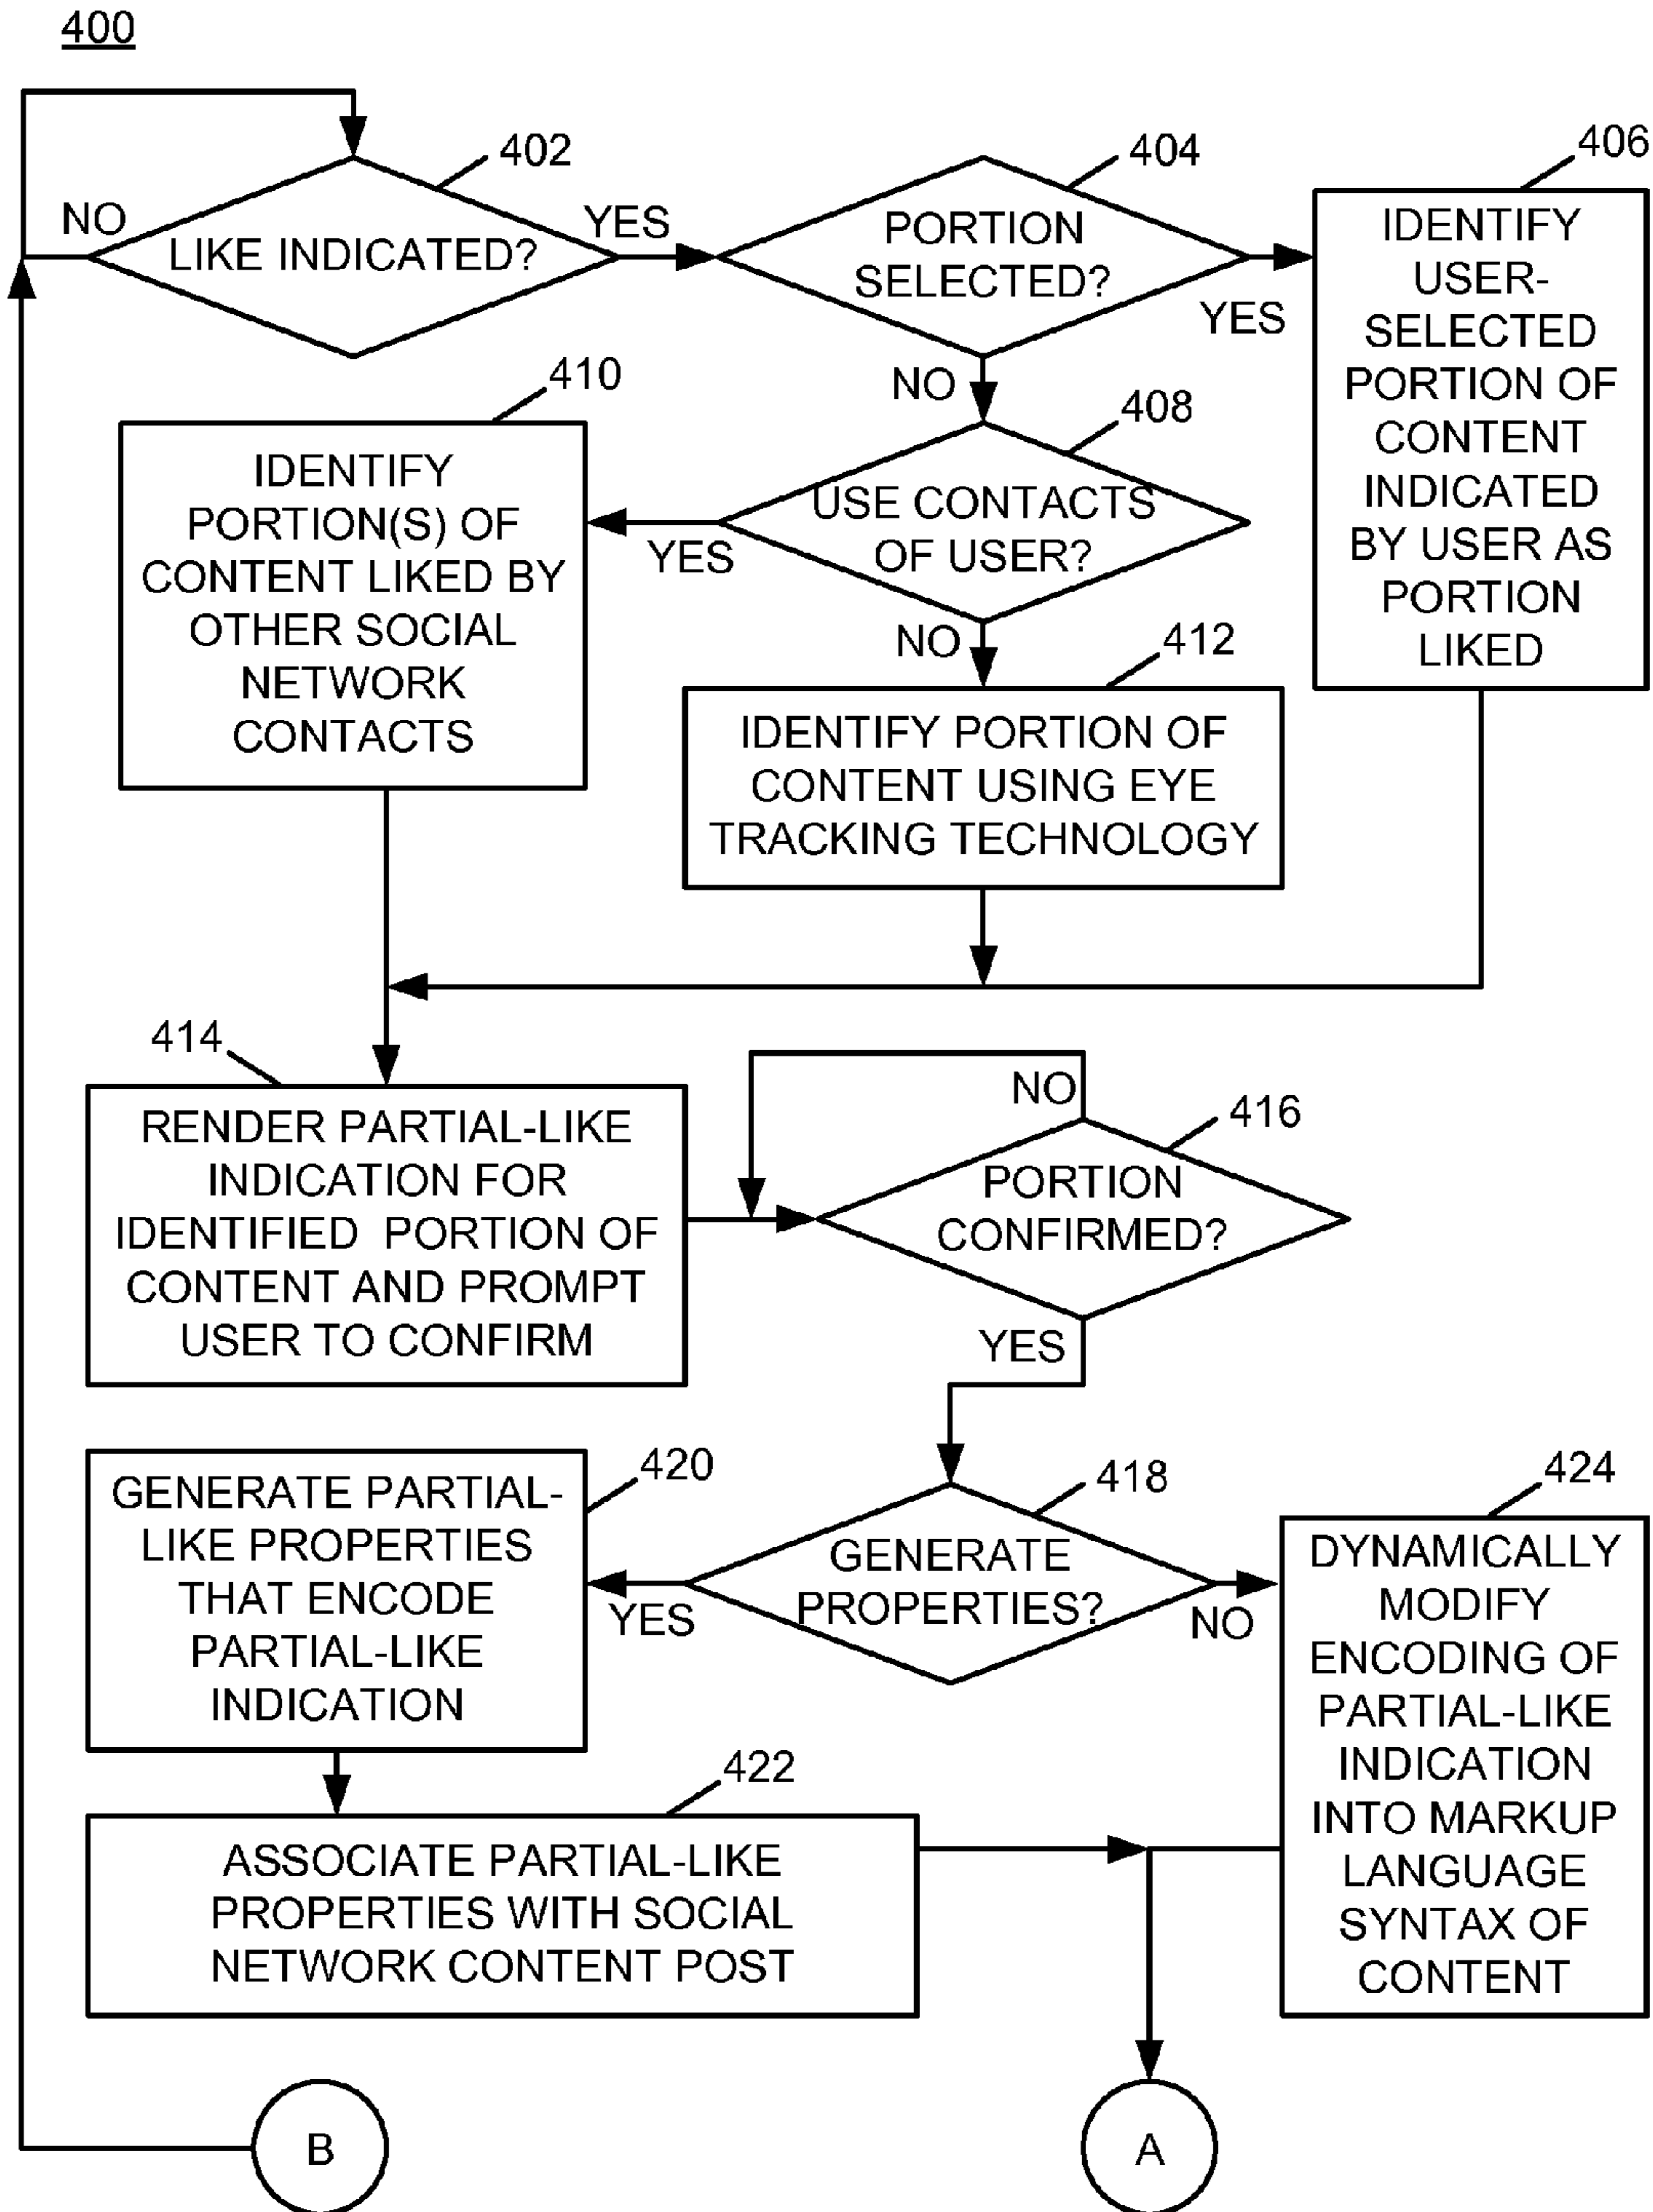 400
402
NO
LIKE INDICATED?
YES
404
PORTION
SELECTED?
YES
NO
406
IDENTIFY
USER-
SELECTED
PORTION OF
CONTENT
INDICATED
BY USER AS
PORTION
LIKED
410
IDENTIFY
PORTION(S) OF
CONTENT LIKED BY
OTHER SOCIAL
NETWORK
CONTACTS
408
USE CONTACTS
OF USER?
YES
NO
412
IDENTIFY PORTION OF
CONTENT USING EYE
TRACKING TECHNOLOGY
414
RENDER PARTIAL-LIKE
INDICATION FOR
IDENTIFIED PORTION OF
CONTENT AND PROMPT
USER TO CONFIRM
NO
416
PORTION
CONFIRMED?
YES
420
GENERATE PARTIAL-
LIKE PROPERTIES
THAT ENCODE
PARTIAL-LIKE
INDICATION
418
GENERATE
PROPERTIES?
YES
NO
424
DYNAMICALLY
MODIFY
ENCODING OF
PARTIAL-LIKE
INDICATION
INTO MARKUP
LANGUAGE
SYNTAX OF
CONTENT
422
ASSOCIATE PARTIAL-LIKE
PROPERTIES WITH SOCIAL
NETWORK CONTENT POST
B
A